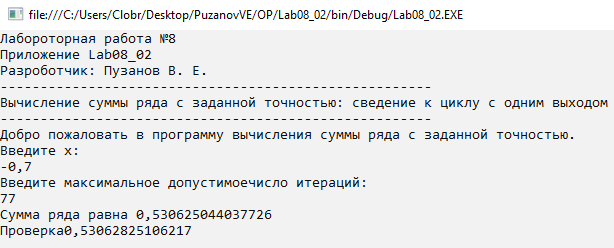 file:///C:/Users/Clobr/Desktop/PuzanovVE/OP/Lab08_02/bin/Debug/Lab08_02.EXE
Лабороторная работа №8
Приложение Lab08_02
Разроботчик: Пузанов В. Е.
-----------------------------------------------------
Вычисление суммы ряда с заданной точностью: сведение к циклу с одним выходом
-----------------------------------------------------
Добро пожаловать в программу вычисления суммы ряда с заданной точностью.
Введите x:
-0,7
Введите максимальное допустимоечисло итераций:
77
Сумма ряда равна 0,530625044037726
Проверка0,53062825106217